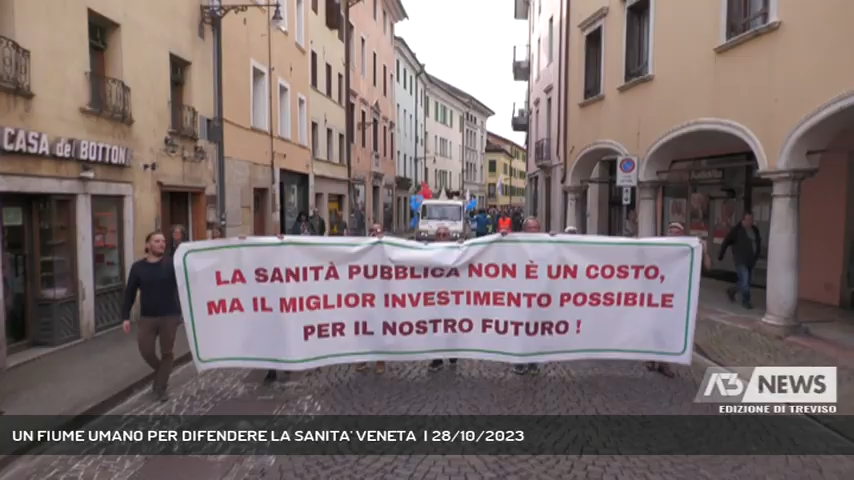 CASA del BOTTON
LA SANITÀ PUBBLICA NON È UN COSTO,
MA IL MIGLIOR INVESTIMENTO POSSIBILE
PER IL NOSTRO FUTURO !
A3 NEWS
EDIZIONE DI TREVISO
UN FIUME UMANO PER DIFENDERE LA SANITA' VENETA | 28/10/2023